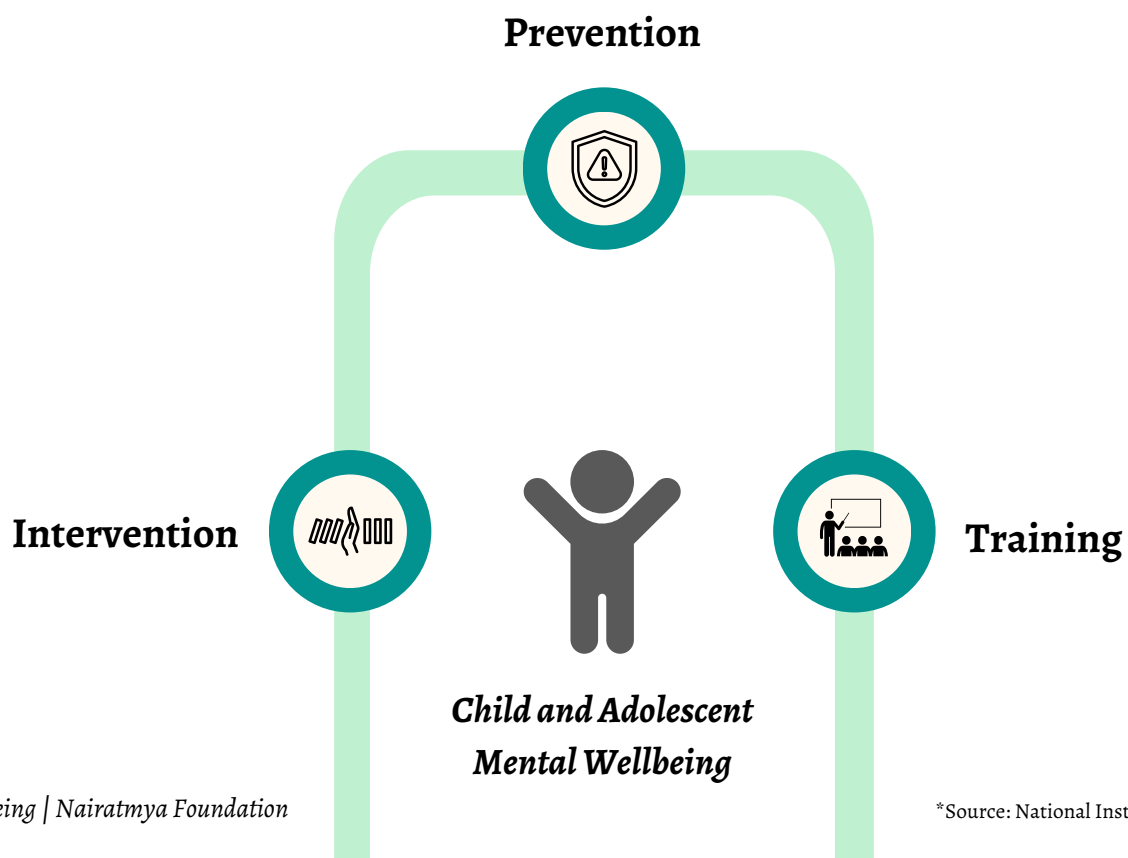 Prevention
Intervention
Training
Child and Adolescent
Mental Wellbeing
eing | Nairatmya Foundation
*Source: National Inst